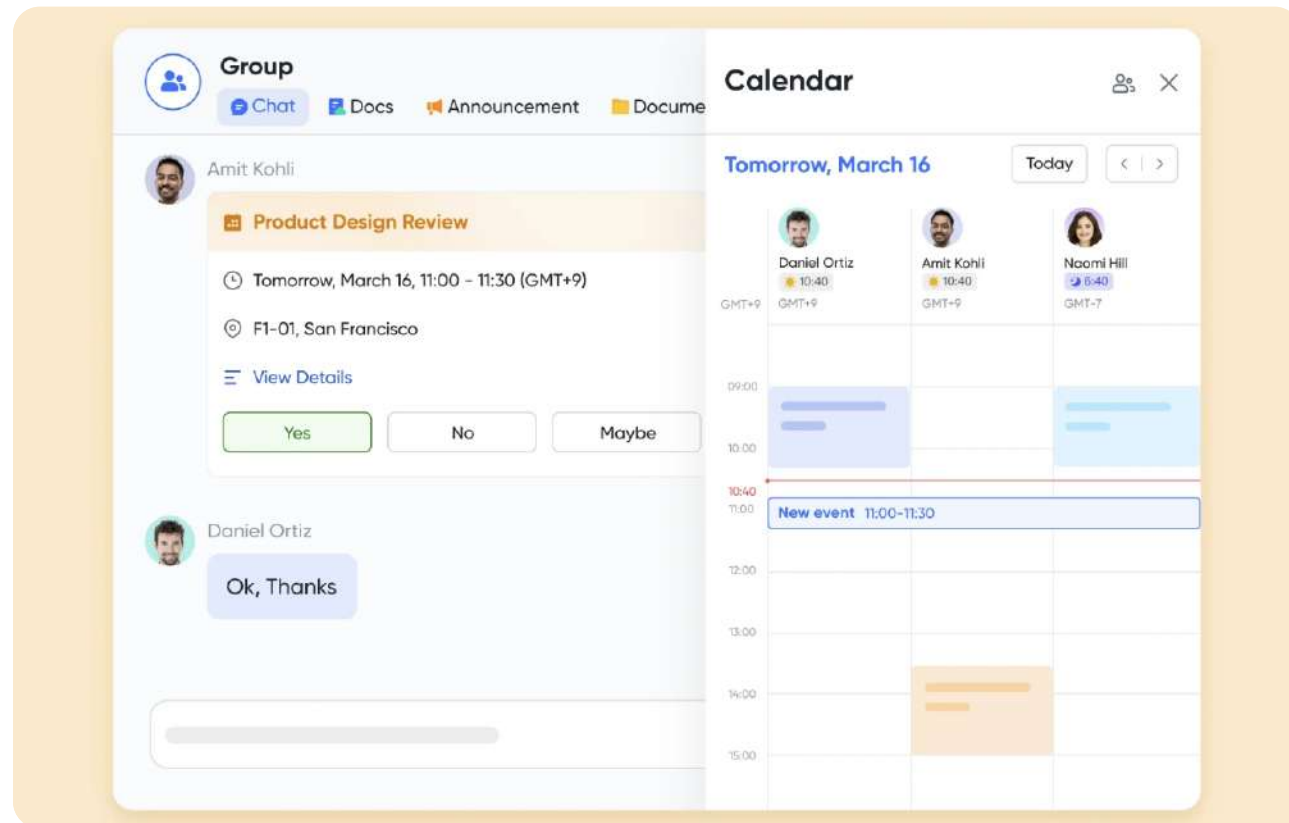 Group
Chat Docs Announcement Docume
Amit Kohli
Product Design Review
Tomorrow, March 16, 11:00 - 11:30 (GMT+9)
F1-01, San Francisco
View Details
Yes No Maybe
Daniel Ortiz
Ok, Thanks
Calendar
Tomorrow, March 16 Today
Daniel Ortiz Amit Kohli Naomi Hill
10:40 10:40 6:40
GMT+9 GMT+9 GMT+9 GMT-7
09:00
10:00
10:40
11:00
New event 11:00-11:30
12:00
13:00
14:00
15:00